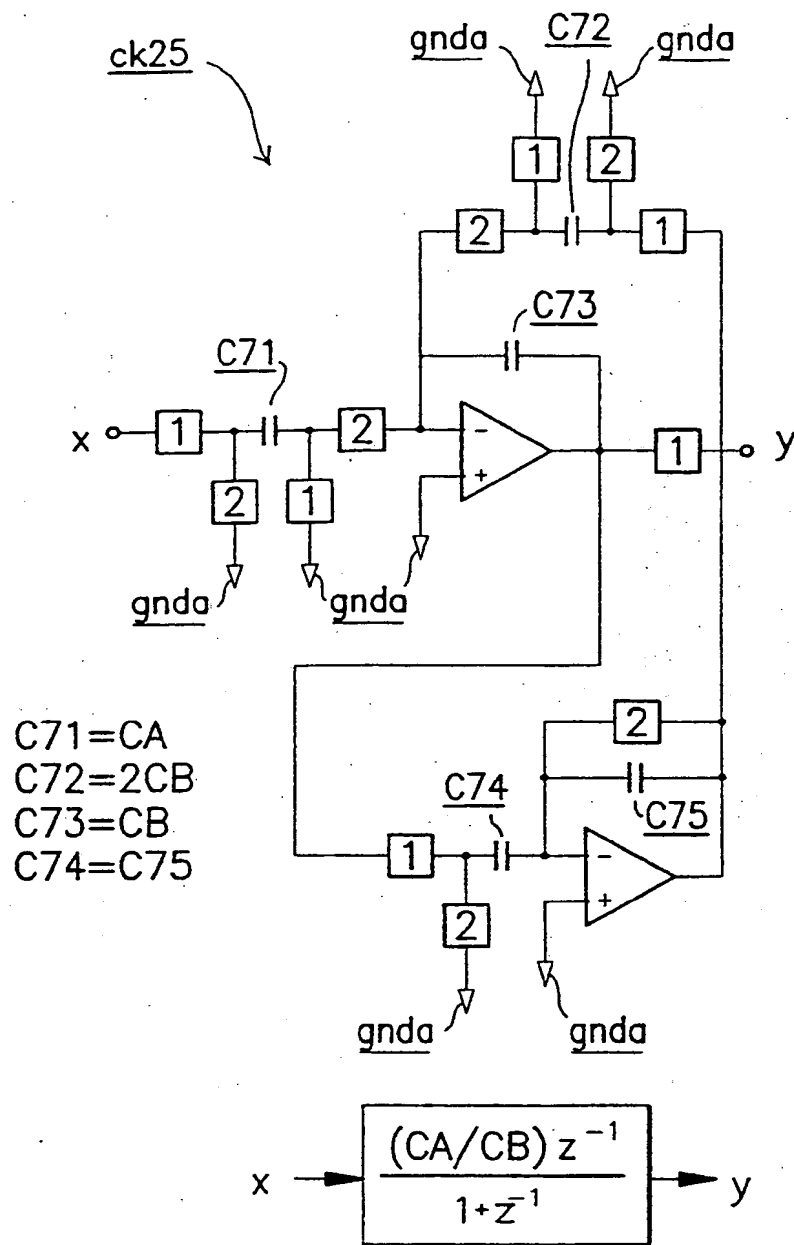 ck25
C72
gnda
gnda
1
2
2
1
C73
C71
x
1
2
-
+
1
y
2
1
gnda
gnda
C71=CA
C72=2CB
C73=CB
C74=C75
2
C74
C75
1
-
+
2
gnda
gnda
x
(CA/CB) z⁻¹
1+z⁻¹
y